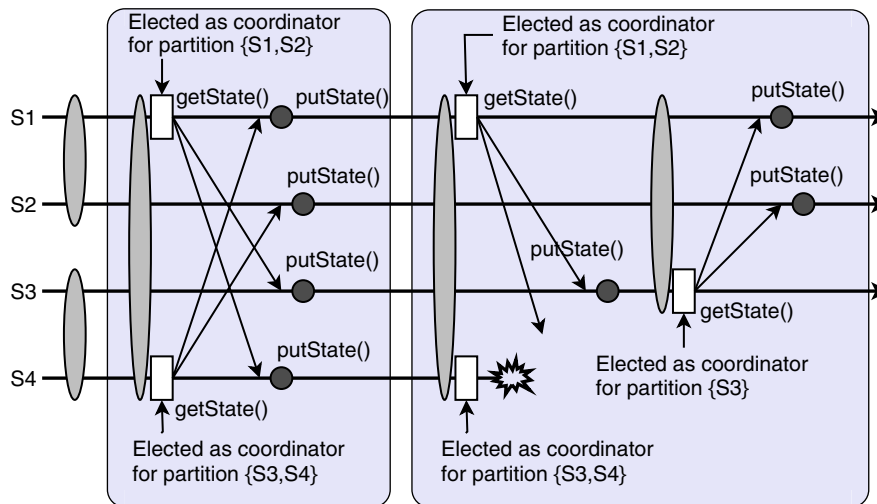 Elected as coordinator
for partition {S1,S2}
Elected as coordinator
for partition {S1,S2}
getState()
putState()
getState()
putState()
S1
putState()
putState()
S2
putState()
putState()
S3
getState()
putState()
Elected as coordinator
for partition {S3}
S4
getState()
Elected as coordinator
for partition {S3,S4}
Elected as coordinator
for partition {S3,S4}